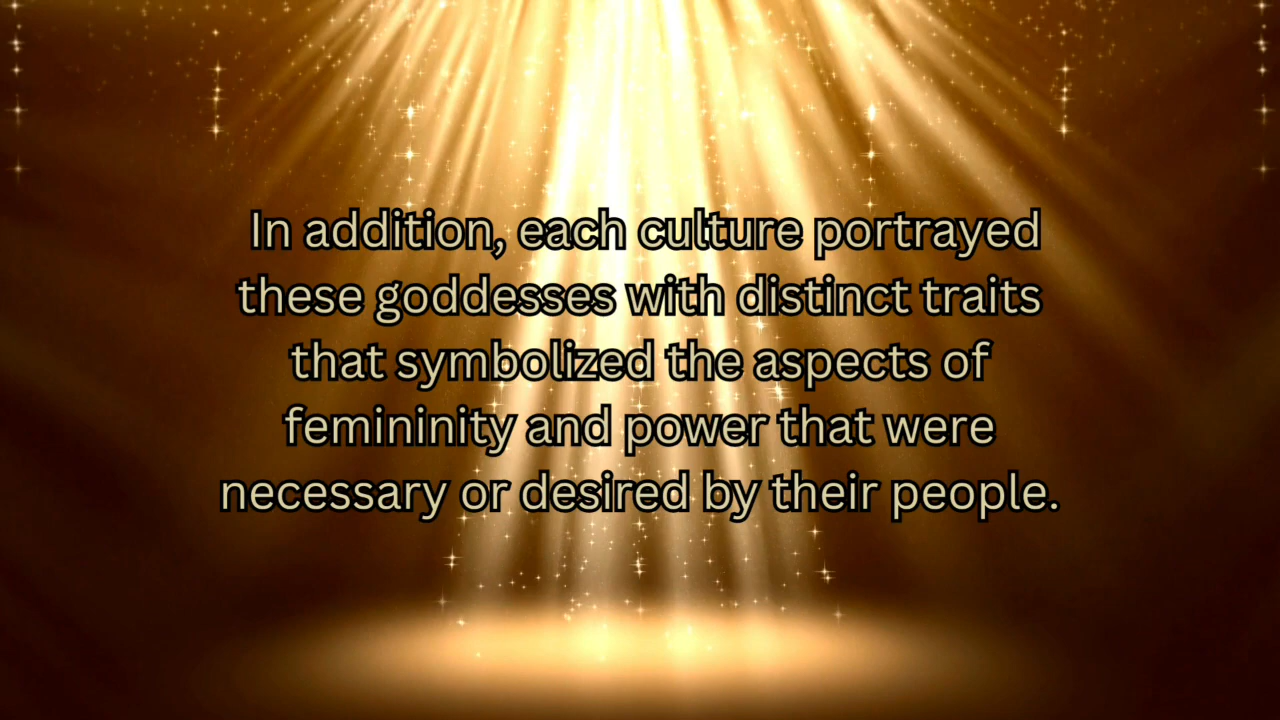 In addition, each culture portrayed
these goddesses with distinct traits
that symbolized the aspects of
femininity and power that were
necessary or desired by their people.